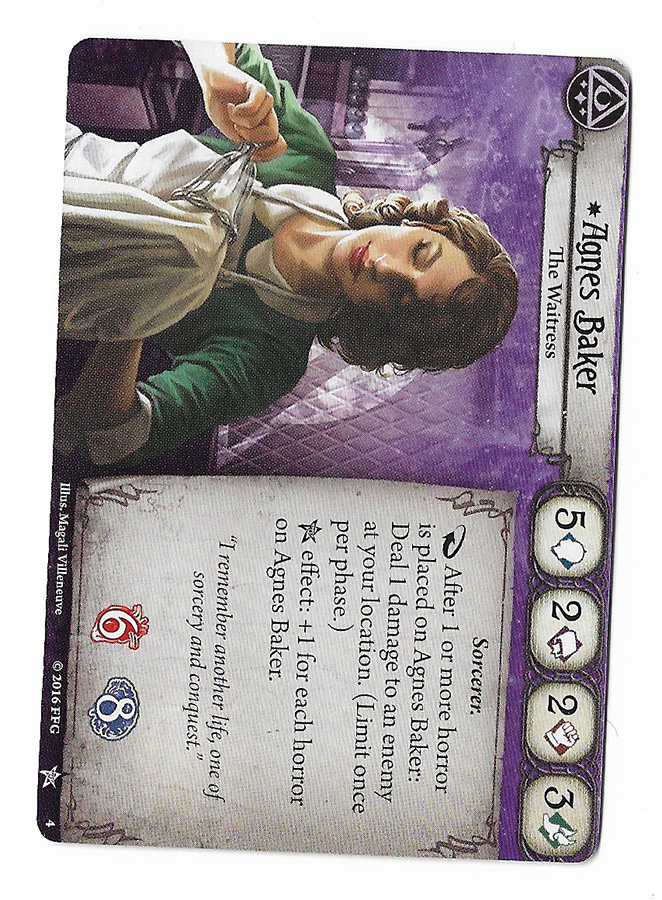 Agnes Baker
The Waitress
5 2 2 3
Sorcerer.
After 1 or more horror
is placed on Agnes Baker:
Deal 1 damage to an enemy
at your location. (Limit once
per phase.)
effect: +1 for each horror
on Agnes Baker.
“I remember another life, one of
sorcery and conquest.”
6 8
Illus. Magali Villeneuve
© 2016 FFG
4